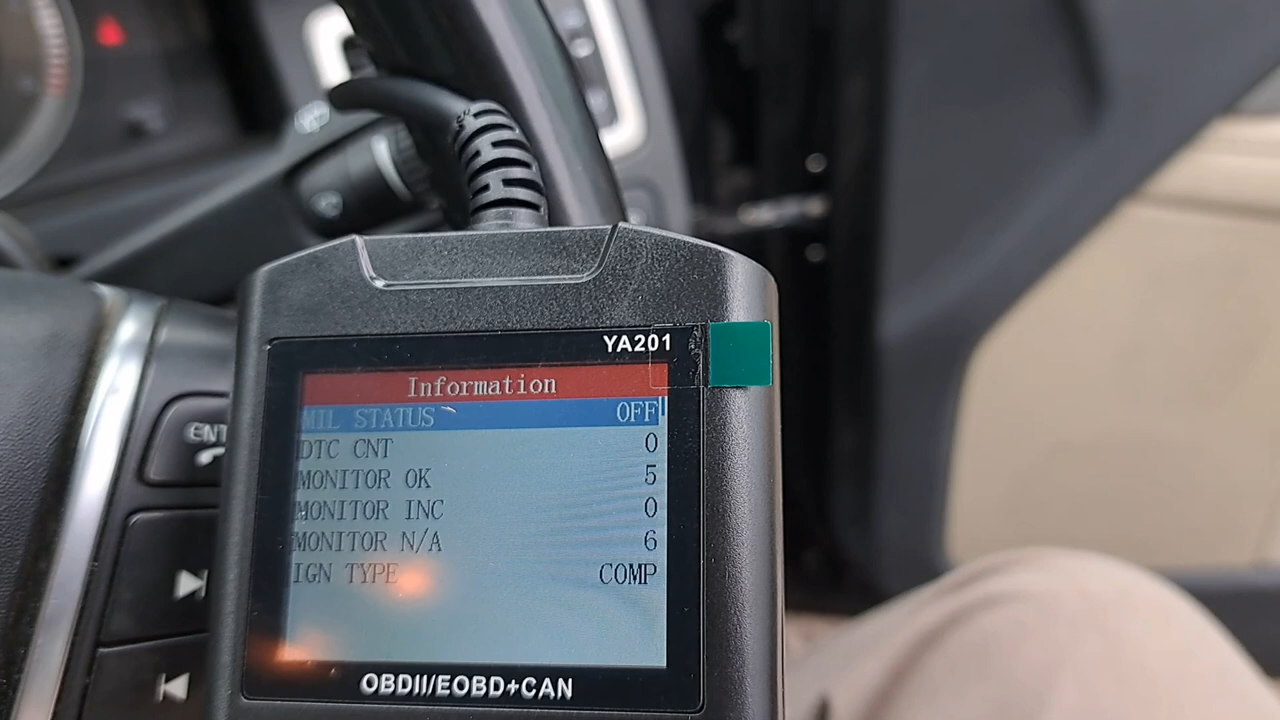 YA201
Information
MIL STATUS OFF
DTC CNT 0
MONITOR OK 5
MONITOR INC 0
MONITOR N/A 6
IGN TYPE COMP
OBDII/EOBD+CAN